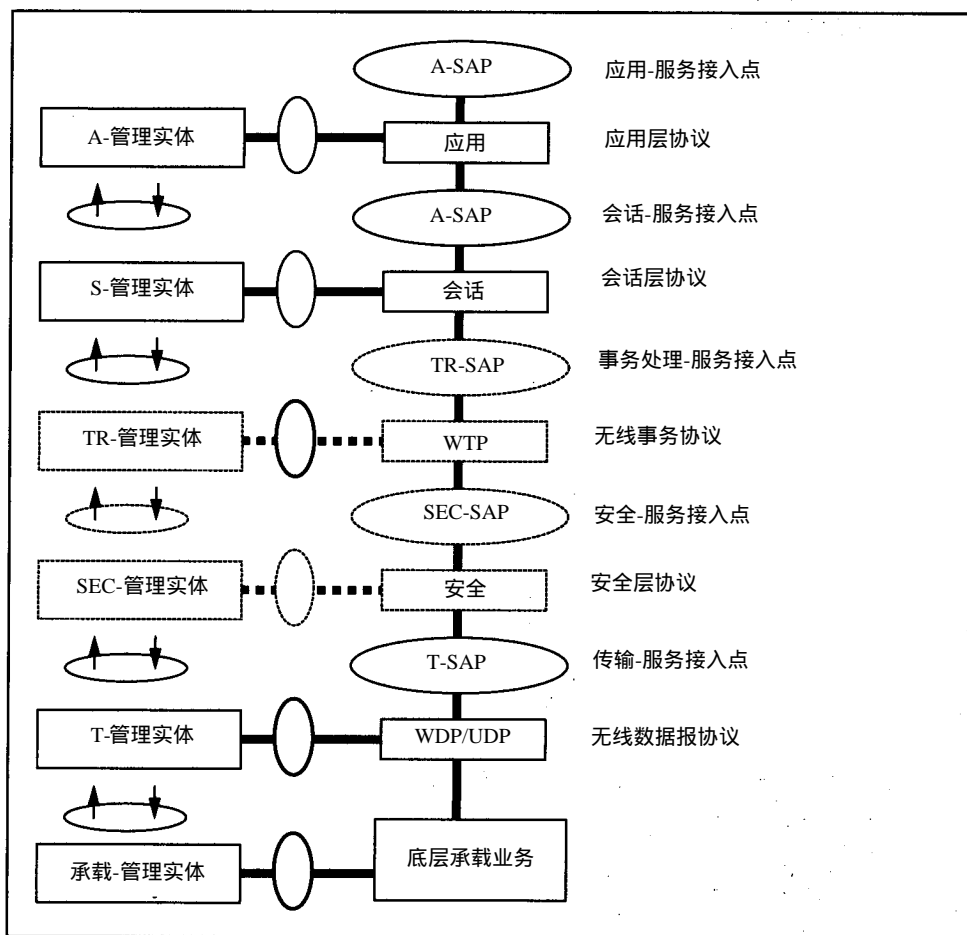 A-SAP
应用-服务接入点
A-管理实体
应用
应用层协议
A-SAP
会话-服务接入点
S-管理实体
会话
会话层协议
TR-SAP
事务处理-服务接入点
TR-管理实体
WTP
无线事务协议
SEC-SAP
安全-服务接入点
SEC-管理实体
安全
安全层协议
T-SAP
传输-服务接入点
T-管理实体
WDP/UDP
无线数据报协议
底层承载业务
承载-管理实体